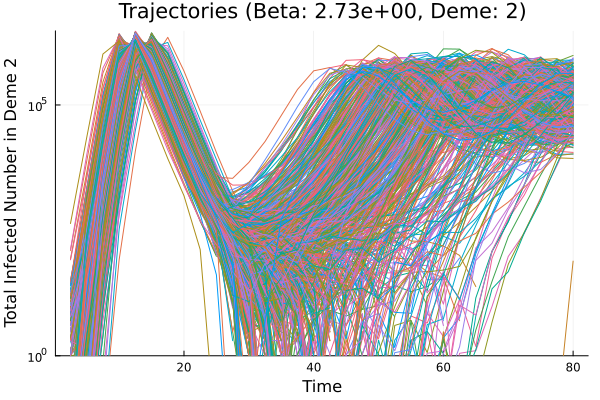 Trajectories (Beta: 2.73e+00, Deme: 2)
Total Infected Number in Deme 2
10^5
10^0
20
40
60
80
Time